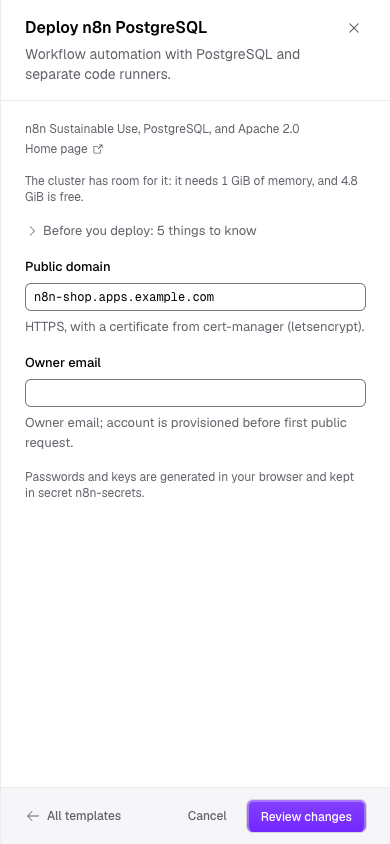 Deploy n8n PostgreSQL
Workflow automation with PostgreSQL and
separate code runners.
n8n Sustainable Use, PostgreSQL, and Apache 2.0
Home page
The cluster has room for it: it needs 1 GiB of memory, and 4.8
GiB is free.
Before you deploy: 5 things to know
Public domain
n8n-shop.apps.example.com
HTTPS, with a certificate from cert-manager (letsencrypt).
Owner email
Owner email; account is provisioned before first public
request.
Passwords and keys are generated in your browser and kept
in secret n8n-secrets.
All templates
Cancel
Review changes